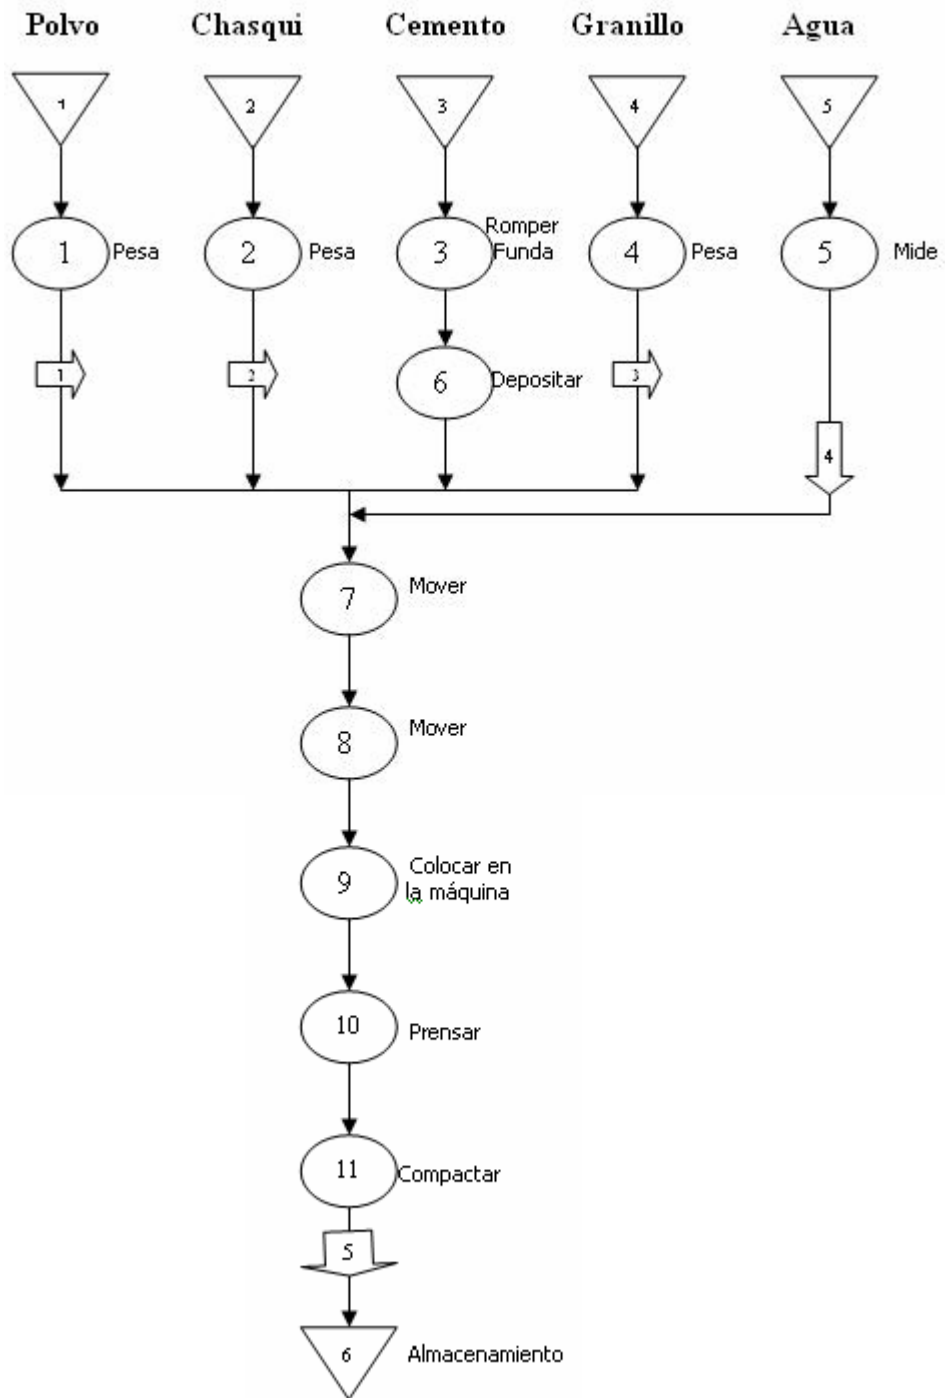 Polvo Chasqui Cemento Granillo Agua
1 2 3 4 5
1 Pesa 2 Pesa 3 Romper
Funda 4 Pesa 5 Mide
1 2 6 Depositar 3
4
7 Mover
8 Mover
9 Colocar en
la máquina
10 Prensar
11 Compactar
5
6 Almacenamiento